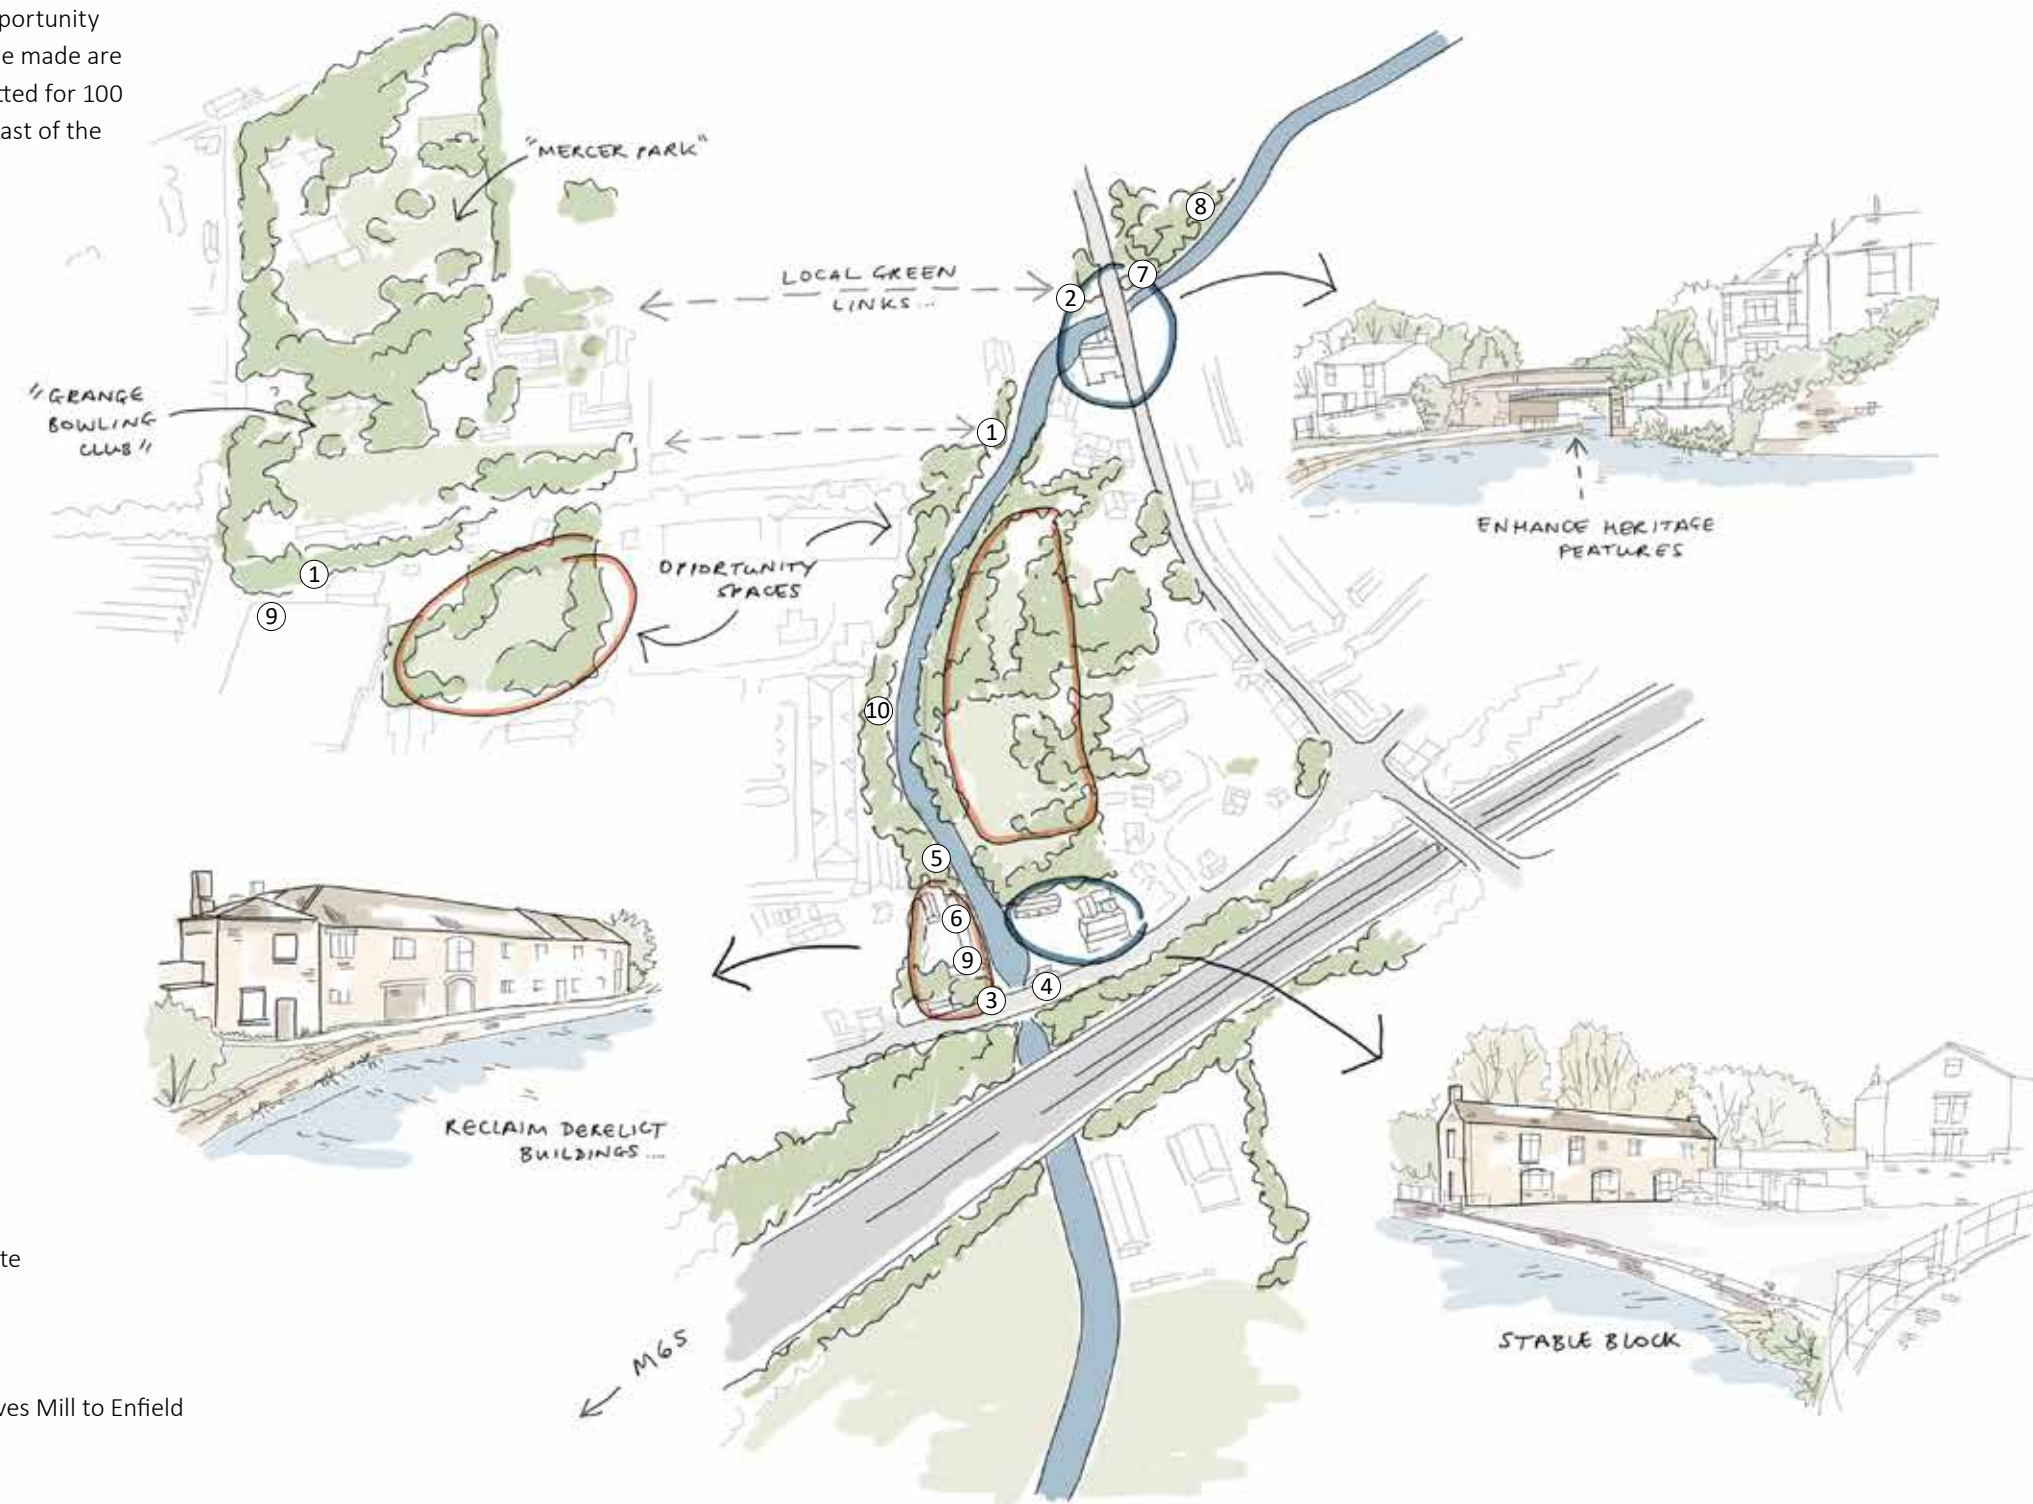 portunity
e made are
tted for 100
ast of the
"MERCER PARK"
LOCAL GREEN
LINKS...
"GRANGE
BOWLING
CLUB"
OPPORTUNITY
SPACES
ENHANCE HERITAGE
FEATURES
8
7
2
1
1
9
10
5
6
9
3
4
RECLAIM DERELICT
BUILDINGS....
STABLE BLOCK
M65
te
ves Mill to Enfield